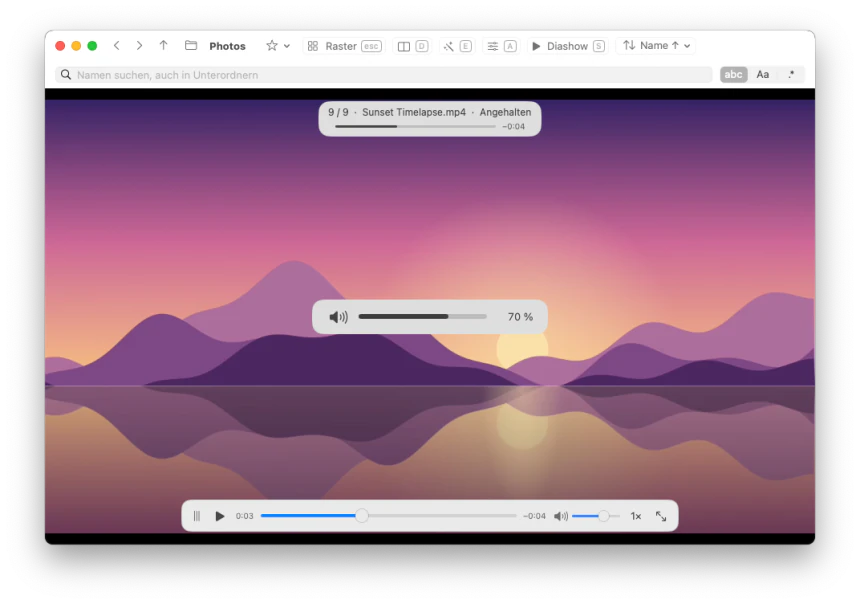 Photos Raster esc D E A Diashow S Name
Namen suchen, auch in Unterordnern abc Aa .*
9 / 9 · Sunset Timelapse.mp4 · Angehalten
−0:04
70 %
0:03 −0:04 1×